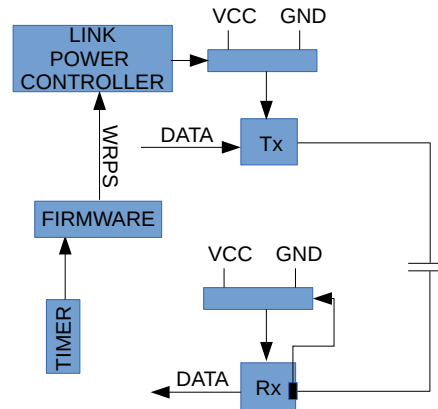 VCC GND
LINK
POWER
CONTROLLER
WRPS
DATA
Tx
FIRMWARE
VCC GND
TIMER
DATA
Rx